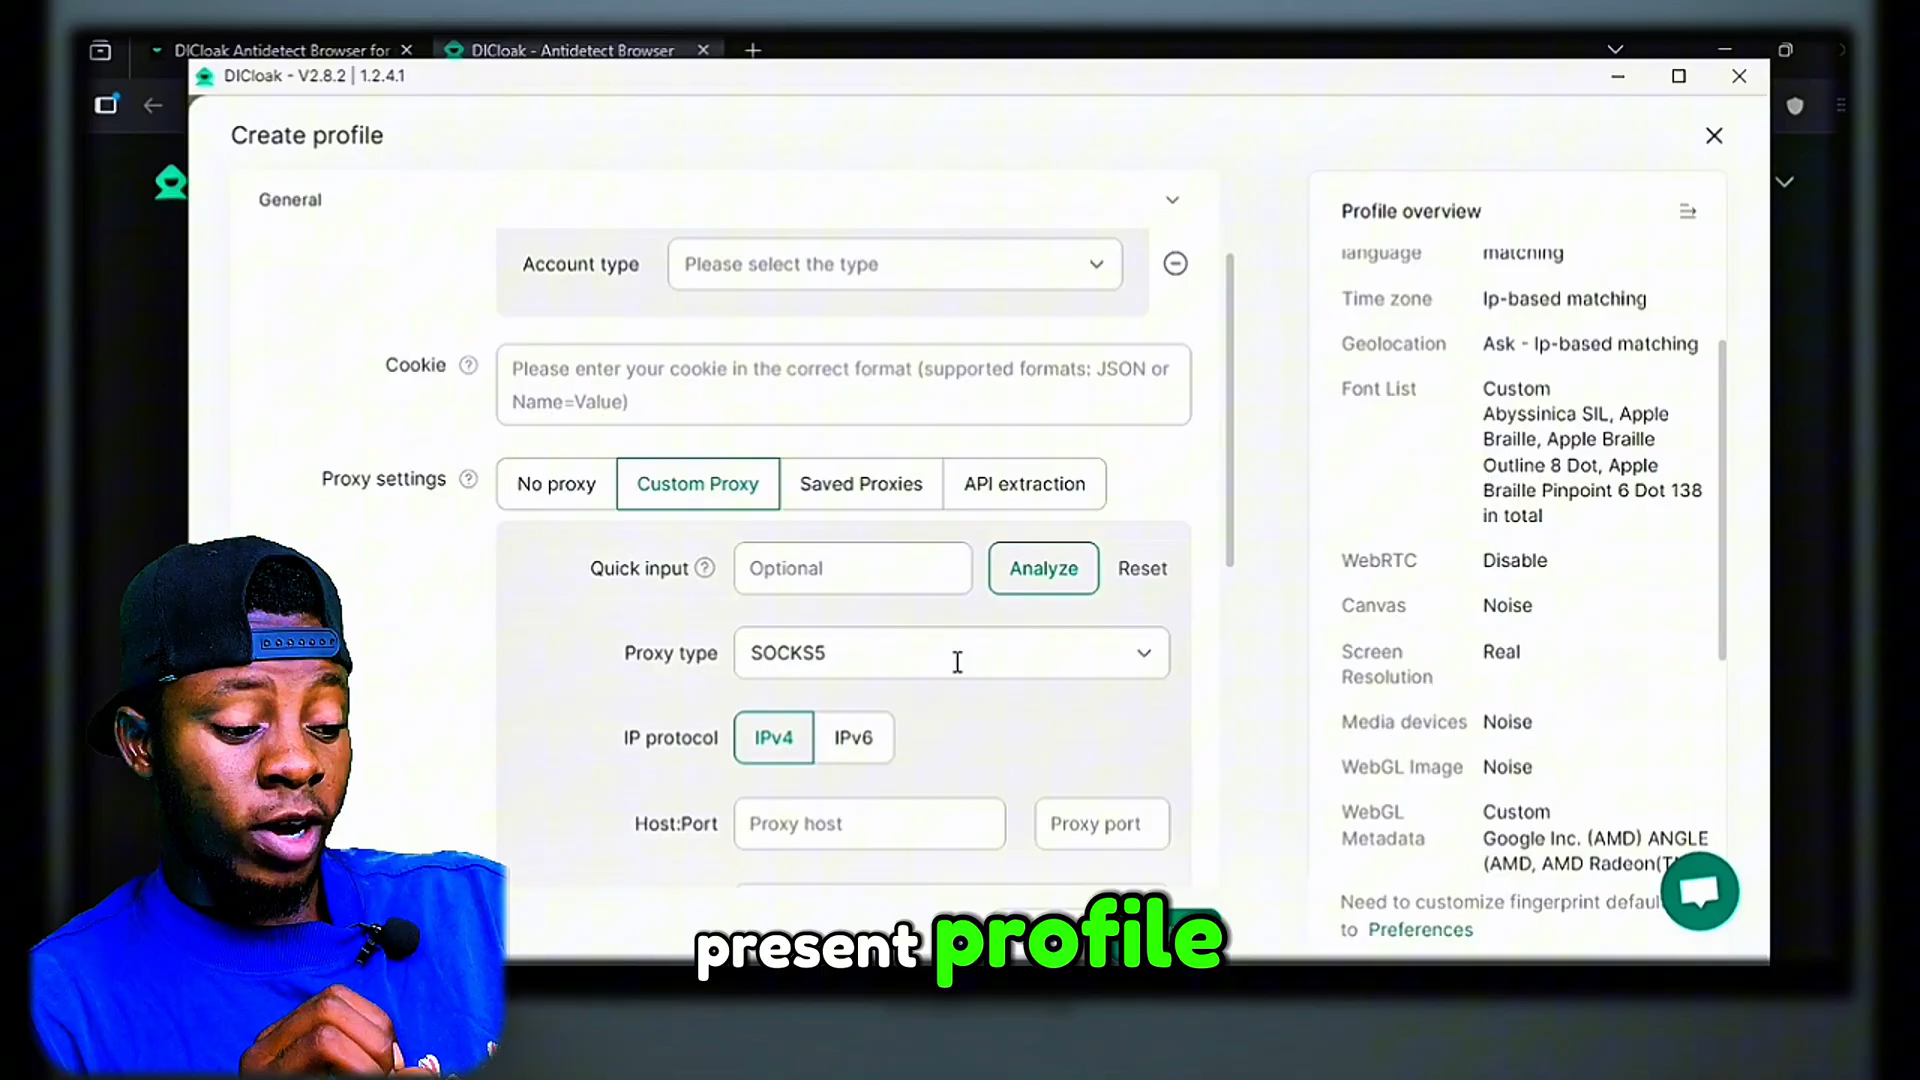 DICloak Antidetect Browser for
DICloak - Antidetect Browser
DICloak - V2.8.2 | 1.2.4.1
Create profile
General
Account type
Please select the type
Cookie
Please enter your cookie in the correct format (supported formats: JSON or
Name=Value)
Proxy settings
No proxy
Custom Proxy
Saved Proxies
API extraction
Quick input
Optional
Analyze
Reset
Proxy type
SOCKS5
IP protocol
IPv4
IPv6
Host:Port
Proxy host
Proxy port
Profile overview
language
matching
Time zone
Ip-based matching
Geolocation
Ask - Ip-based matching
Font List
Custom
Abyssinica SIL, Apple
Braille, Apple Braille
Outline 8 Dot, Apple
Braille Pinpoint 6 Dot 138
in total
WebRTC
Disable
Canvas
Noise
Screen
Resolution
Real
Media devices
Noise
WebGL Image
Noise
WebGL
Metadata
Custom
Google Inc. (AMD) ANGLE
(AMD, AMD
Need to customize fingerprint
to Preferences
present profile